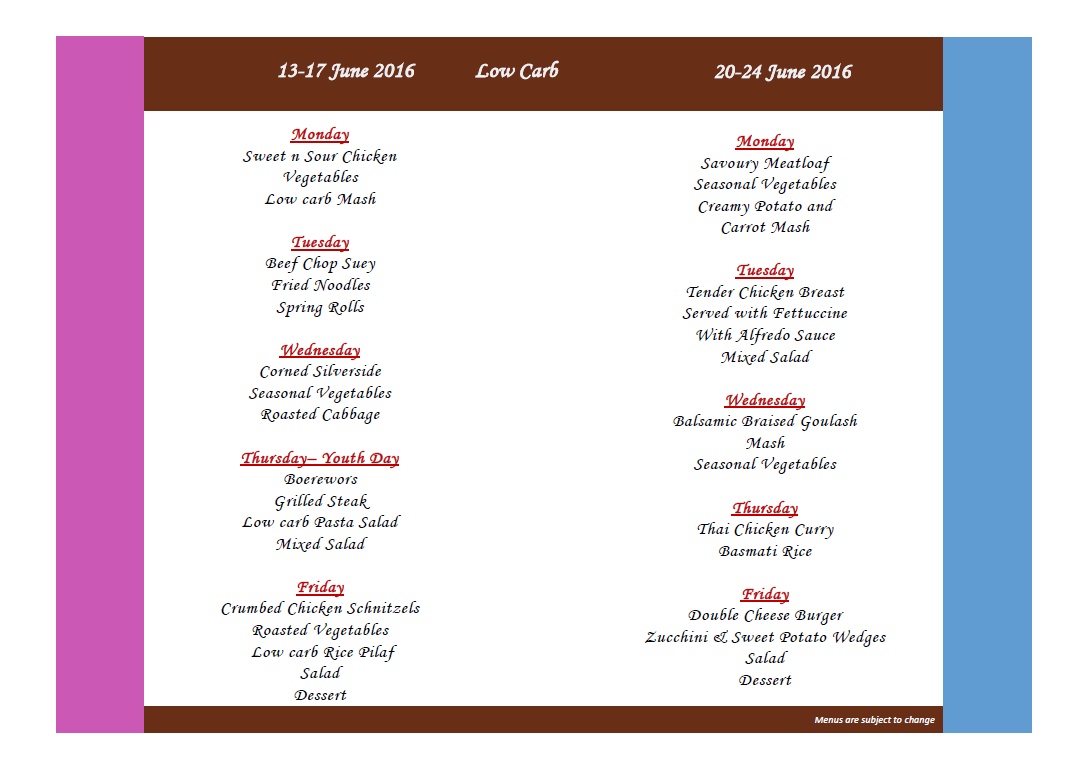 13-17 June 2016 Low Carb 20-24 June 2016
Monday
Sweet n Sour Chicken
Vegetables
Low carb Mash
Tuesday
Beef Chop Suey
Fried Noodles
Spring Rolls
Wednesday
Corned Silverside
Seasonal Vegetables
Roasted Cabbage
Thursday– Youth Day
Boerewors
Grilled Steak
Low carb Pasta Salad
Mixed Salad
Friday
Crumbed Chicken Schnitzels
Roasted Vegetables
Low carb Rice Pilaf
Salad
Dessert
Monday
Savoury Meatloaf
Seasonal Vegetables
Creamy Potato and
Carrot Mash
Tuesday
Tender Chicken Breast
Served with Fettuccine
With Alfredo Sauce
Mixed Salad
Wednesday
Balsamic Braised Goulash
Mash
Seasonal Vegetables
Thursday
Thai Chicken Curry
Basmati Rice
Friday
Double Cheese Burger
Zucchini & Sweet Potato Wedges
Salad
Dessert
Menus are subject to change